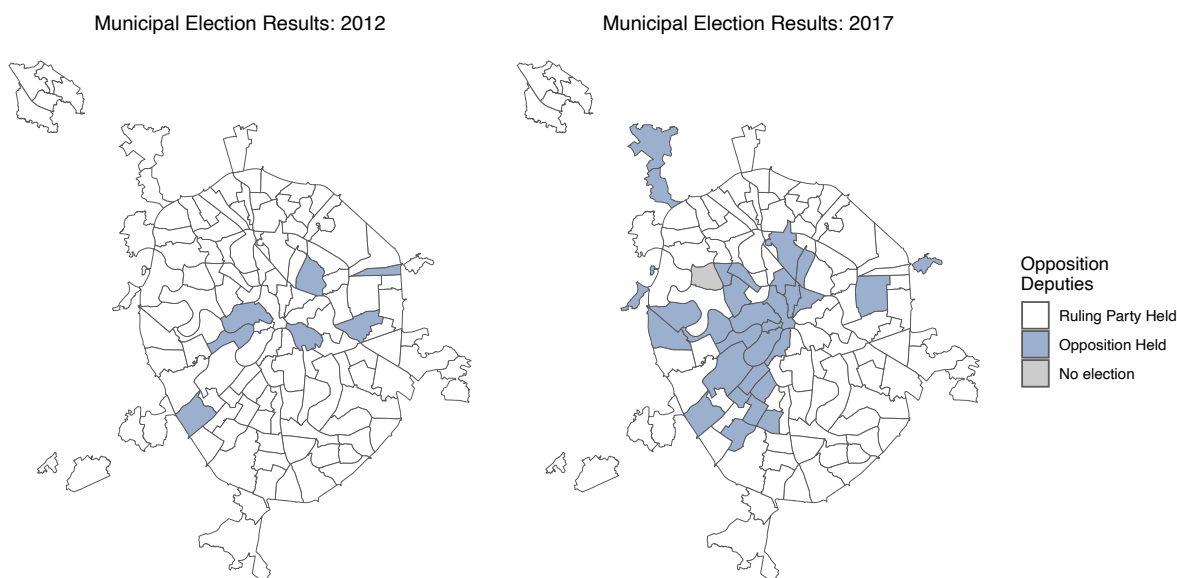 Municipal Election Results: 2012
Municipal Election Results: 2017
Opposition
Deputies
Ruling Party Held
Opposition Held
No election